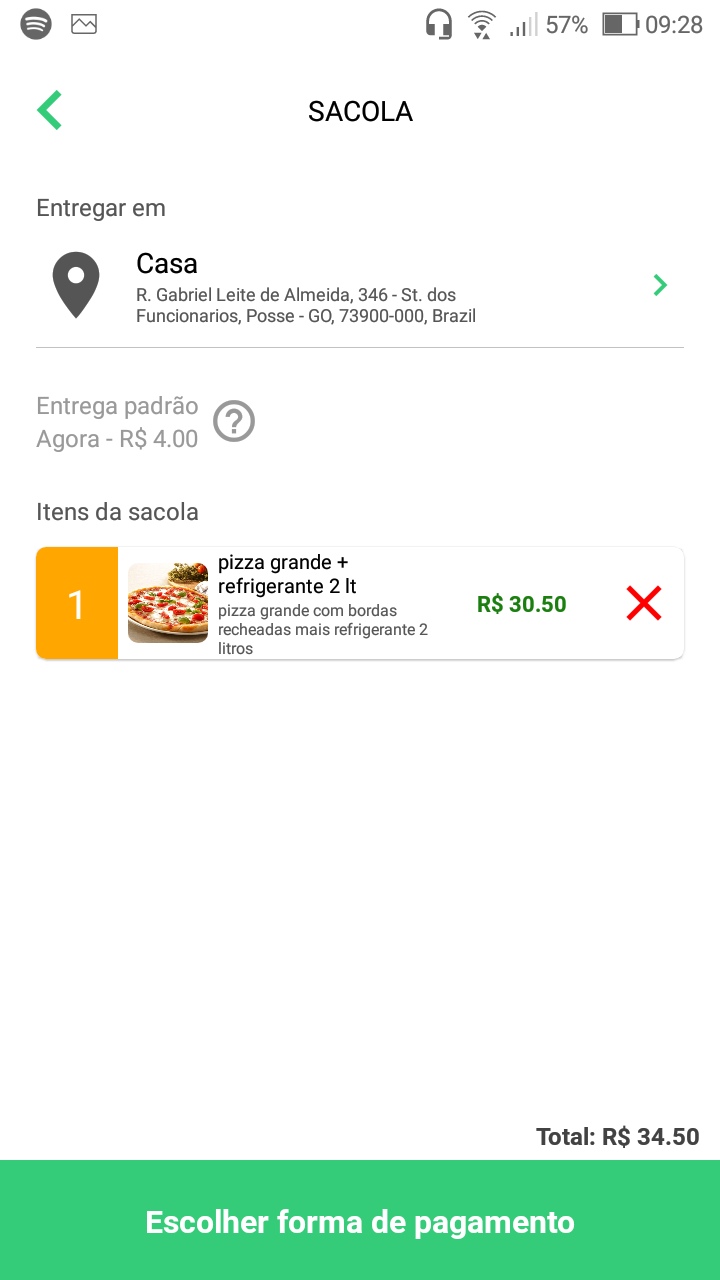 57% 09:28
SACOLA
Entregar em
Casa
R. Gabriel Leite de Almeida, 346 - St. dos
Funcionarios, Posse - GO, 73900-000, Brazil
Entrega padrão
Agora - R$ 4.00
Itens da sacola
1
pizza grande +
refrigerante 2 lt
pizza grande com bordas
recheadas mais refrigerante 2
litros
R$ 30.50
Total: R$ 34.50
Escolher forma de pagamento